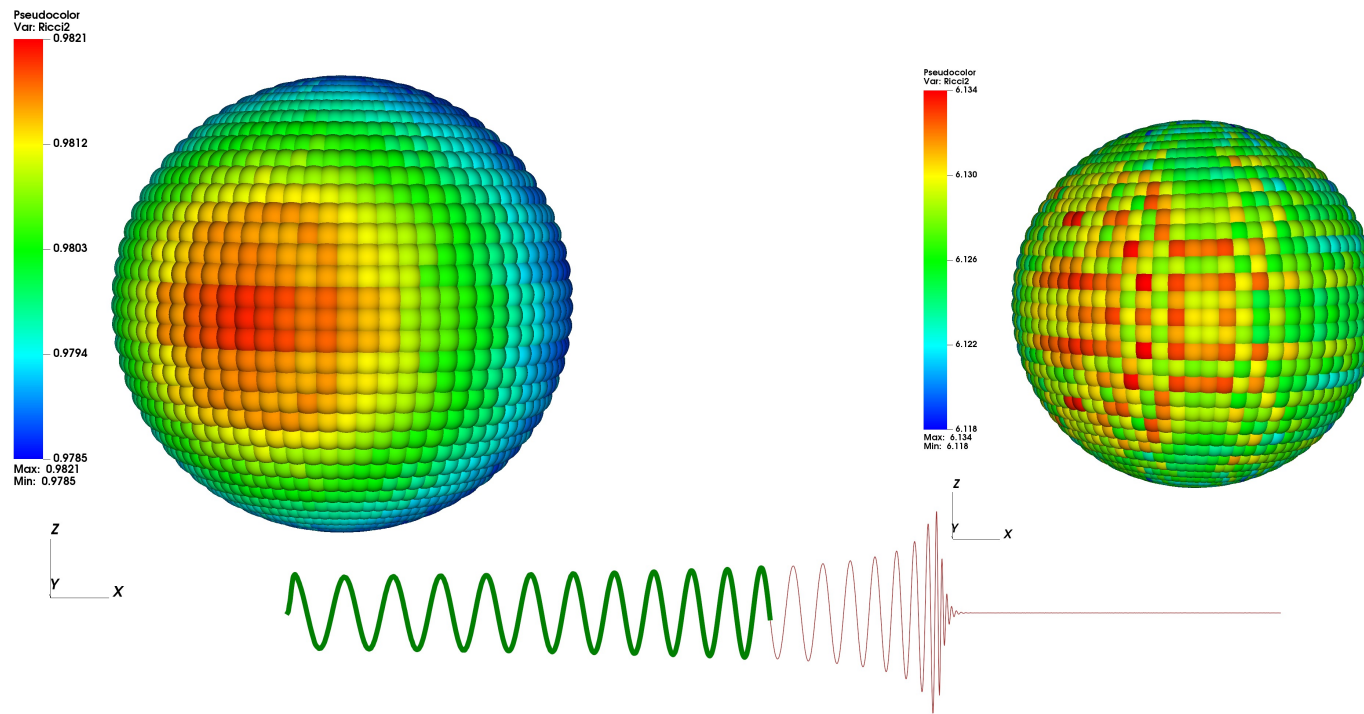 Pseudocolor
Var: Ricci2
0.9821
0.9812
0.9803
0.9794
0.9785
Max: 0.9821
Min: 0.9785
Z
Y
X
Pseudocolor
Var: Ricci2
6.134
6.130
6.126
6.122
6.118
Max: 6.134
Min: 6.118
Z
Y
X